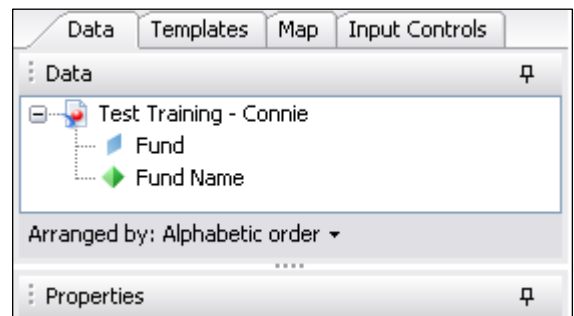 Data Templates Map Input Controls
Data
Test Training - Connie
Fund
Fund Name
Arranged by: Alphabetic order
Properties